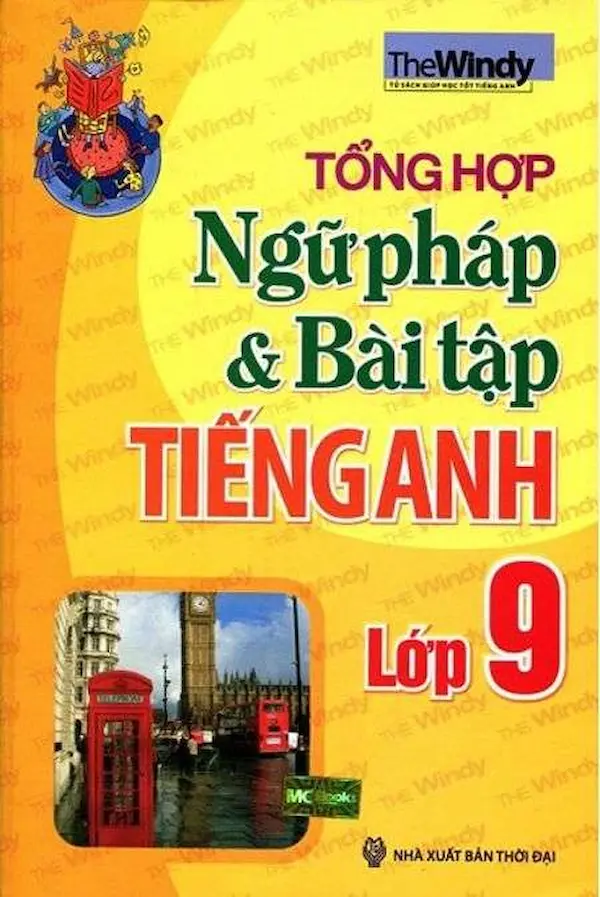 TheWindy
TỦ SÁCH GIÚP HỌC TỐT TIẾNG ANH
TỔNG HỢP
Ngữ pháp
& Bài tập
TIẾNG ANH
Lớp 9
TELEPHONE
MCBooks
NHÀ XUẤT BẢN THỜI ĐẠI